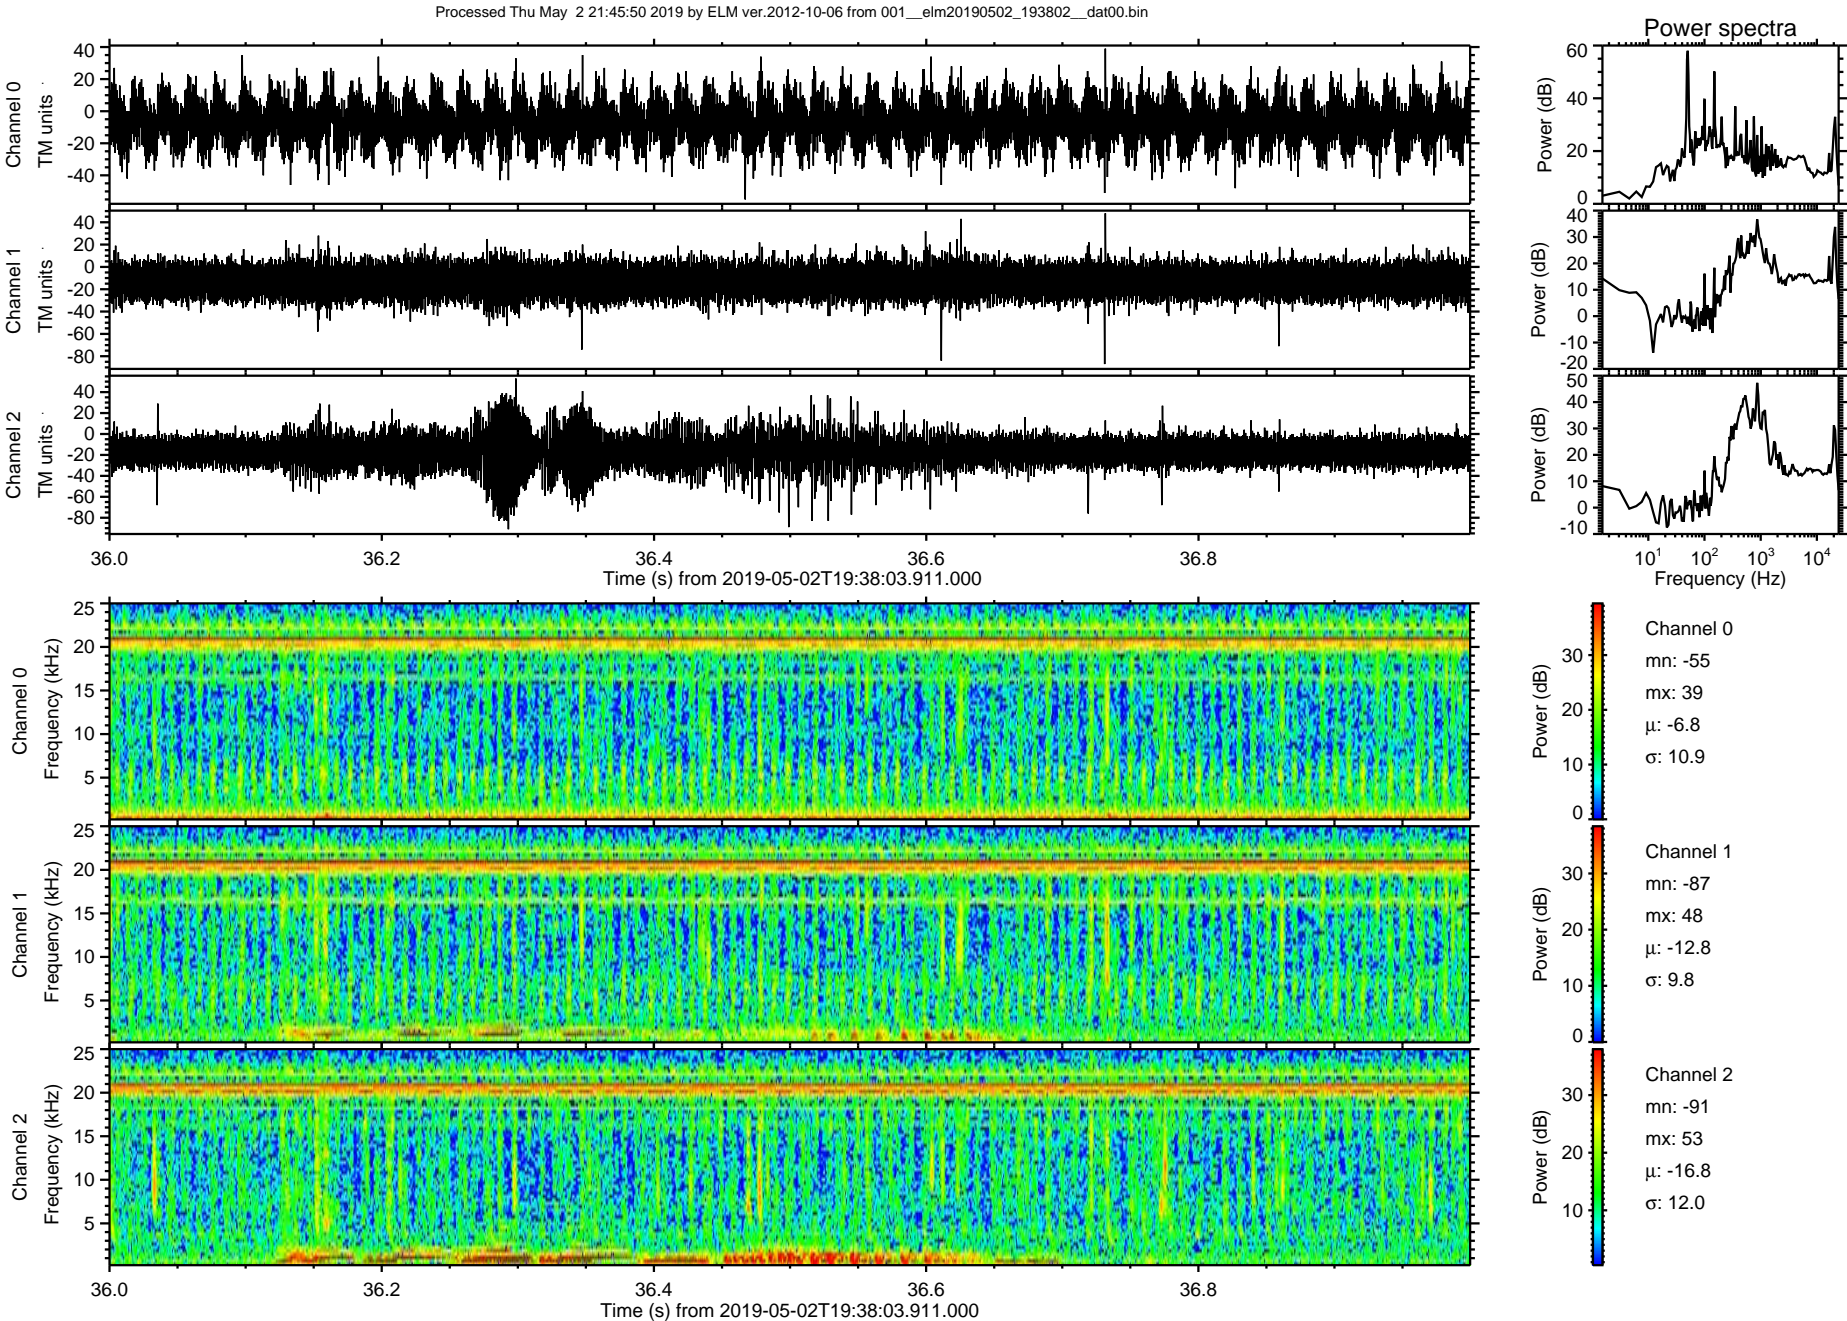 Processed Thu May 2 21:45:50 2019 by ELM ver.2012-10-06 from 001__elm20190502_193802__dat00.bin
Power spectra
Channel 0
TM units
40
20
0
-20
-40
Power (dB)
60
40
20
0
Channel 1
TM units
40
20
0
-20
-40
-60
-80
Power (dB)
40
30
20
10
0
-10
-20
Channel 2
TM units
40
20
0
-20
-40
-60
-80
Power (dB)
50
40
30
20
10
0
-10
36.0 36.2 36.4 36.6 36.8
Time (s) from 2019-05-02T19:38:03.911.000
10¹ 10² 10³ 10⁴
Frequency (Hz)
Channel 0
Frequency (kHz)
25
20
15
10
5
Power (dB)
30
20
10
0
Channel 0
mn: -55
mx: 39
μ: -6.8
σ: 10.9
Channel 1
Frequency (kHz)
25
20
15
10
5
Power (dB)
30
20
10
0
Channel 1
mn: -87
mx: 48
μ: -12.8
σ: 9.8
Channel 2
Frequency (kHz)
25
20
15
10
5
Power (dB)
30
20
10
Channel 2
mn: -91
mx: 53
μ: -16.8
σ: 12.0
36.0 36.2 36.4 36.6 36.8
Time (s) from 2019-05-02T19:38:03.911.000